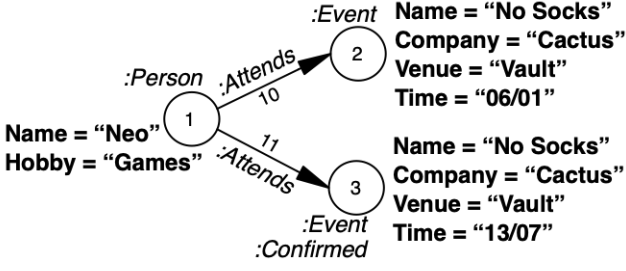 :Event
Name = “No Socks”
Company = “Cactus”
Venue = “Vault”
Time = “06/01”
2
:Attends
10
:Person
1
Name = “Neo”
Hobby = “Games”
11
:Attends
3
:Event
:Confirmed
Name = “No Socks”
Company = “Cactus”
Venue = “Vault”
Time = “13/07”